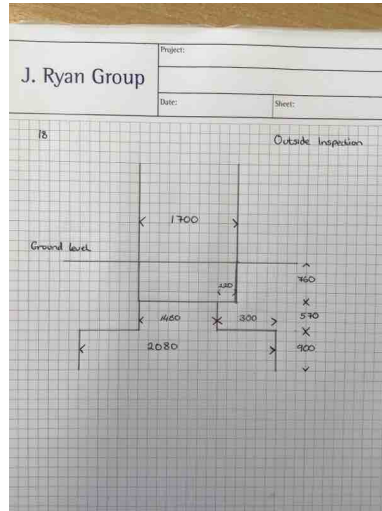 Project:
J. Ryan Group
Date:
Sheet:
18
Outside Inspection
1700
Ground level
760
220
1480
300
570
2080
900